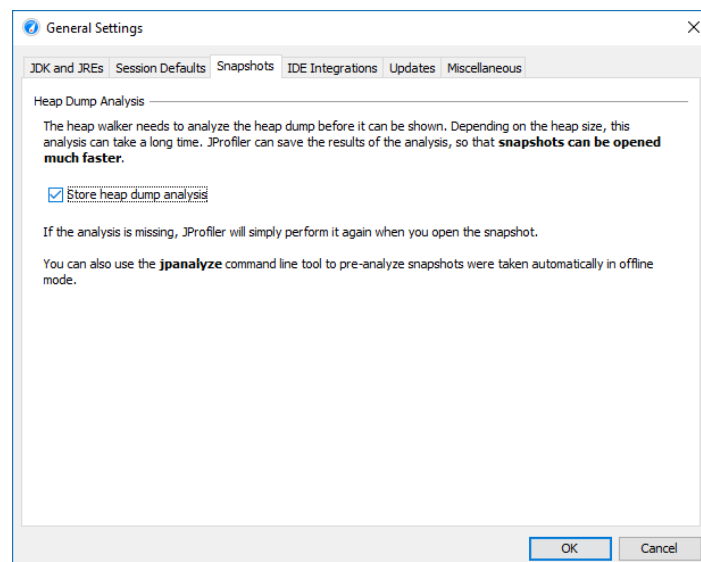 General Settings
JDK and JREs Session Defaults Snapshots IDE Integrations Updates Miscellaneous
Heap Dump Analysis
The heap walker needs to analyze the heap dump before it can be shown. Depending on the heap size, this
analysis can take a long time. JProfiler can save the results of the analysis, so that snapshots can be opened
much faster.
Store heap dump analysis
If the analysis is missing, JProfiler will simply perform it again when you open the snapshot.
You can also use the jpanalyze command line tool to pre-analyze snapshots were taken automatically in offline
mode.
OK Cancel